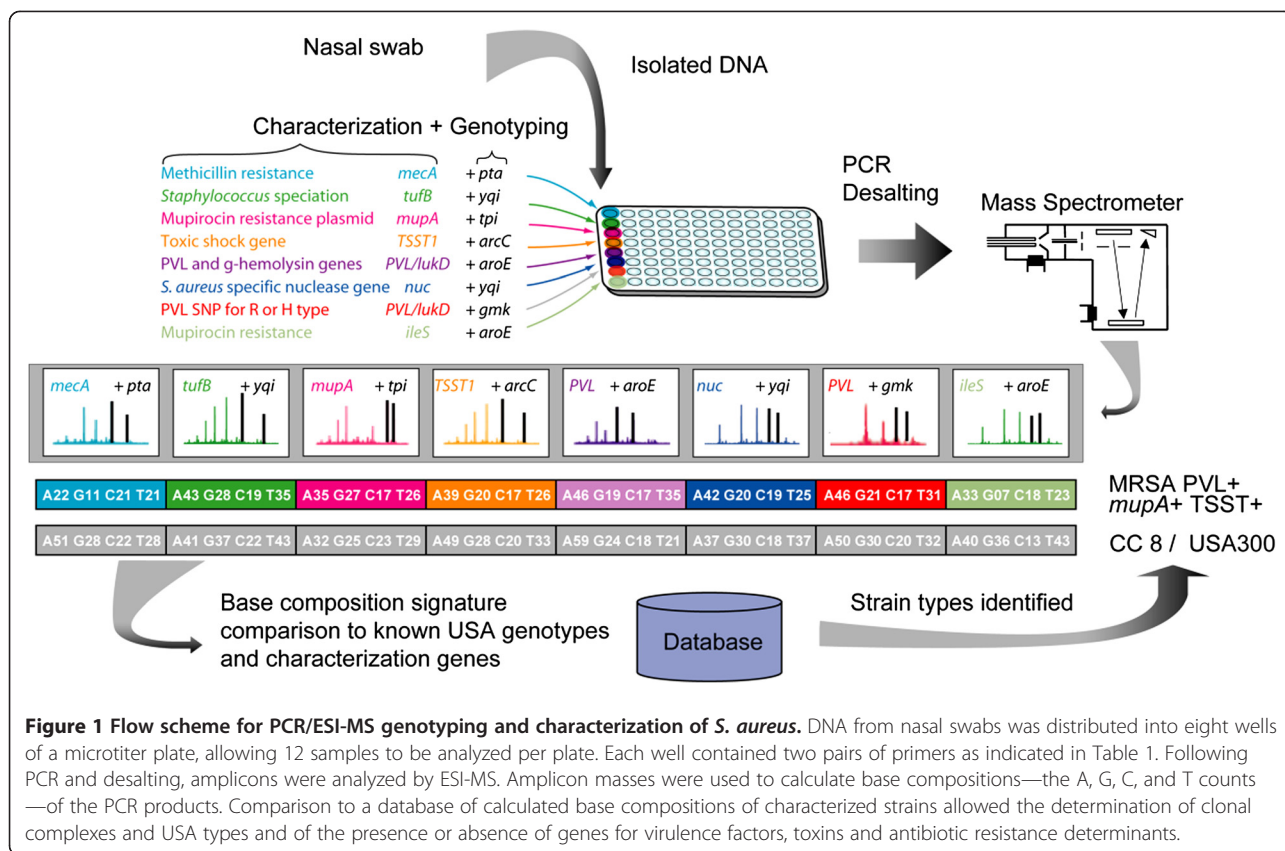 Nasal swab
Isolated DNA
Characterization + Genotyping
Methicillin resistance mecA + pta
Staphylococcus speciation tufB + yqi
Mupirocin resistance plasmid mupA + tpi
Toxic shock gene TSST1 + arcC
PVL and g-hemolysin genes PVL/lukD + aroE
S. aureus specific nuclease gene nuc + yqi
PVL SNP for R or H type PVL/lukD + gmk
Mupirocin resistance ileS + aroE
PCR
Desalting
Mass Spectrometer
mecA + pta
tufB + yqi
mupA + tpi
TSST1 + arcC
PVL + aroE
nuc + yqi
PVL + gmk
ileS + aroE
A22 G11 C21 T21 A43 G28 C19 T35 A35 G27 C17 T26 A39 G20 C17 T26 A46 G19 C17 T35 A42 G20 C19 T25 A46 G21 C17 T31 A33 G07 C18 T23
A51 G28 C22 T28 A41 G37 C22 T43 A32 G25 C23 T29 A49 G28 C20 T33 A59 G24 C18 T21 A37 G30 C18 T37 A50 G30 C20 T32 A40 G36 C13 T43
MRSA PVL+
mupA+ TSST+
CC 8 / USA300
Base composition signature
comparison to known USA genotypes
and characterization genes
Database
Strain types identified
Figure 1 Flow scheme for PCR/ESI-MS genotyping and characterization of S. aureus. DNA from nasal swabs was distributed into eight wells
of a microtiter plate, allowing 12 samples to be analyzed per plate. Each well contained two pairs of primers as indicated in Table 1. Following
PCR and desalting, amplicons were analyzed by ESI-MS. Amplicon masses were used to calculate base compositions—the A, G, C, and T counts
—of the PCR products. Comparison to a database of calculated base compositions of characterized strains allowed the determination of clonal
complexes and USA types and of the presence or absence of genes for virulence factors, toxins and antibiotic resistance determinants.